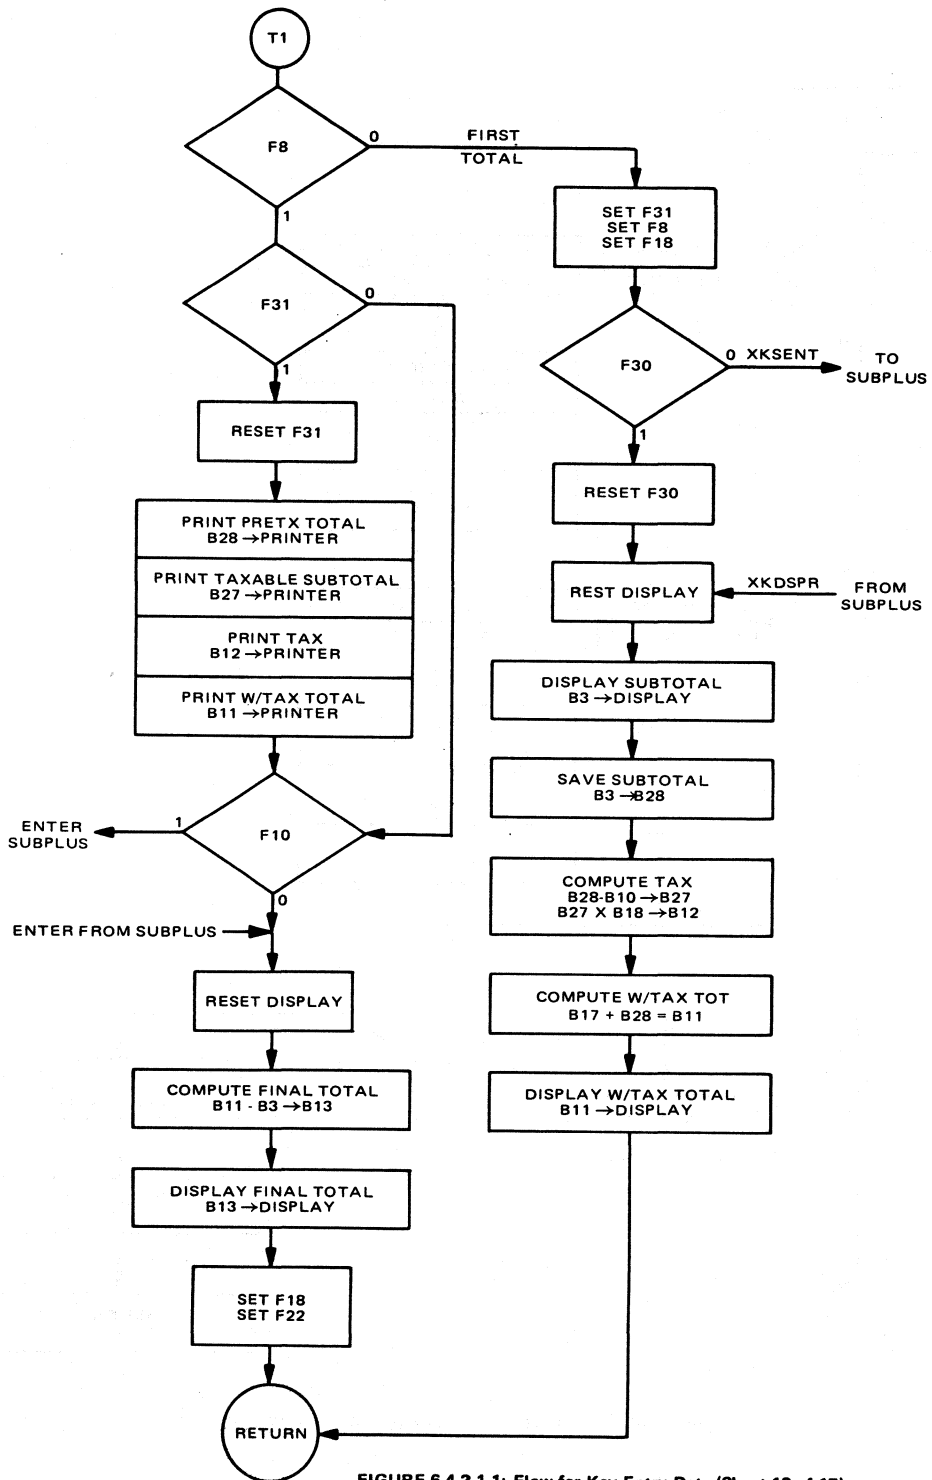 T1
F8
0
FIRST
TOTAL
1
SET F31
SET F8
SET F18
F31
0
1
F30
0 XKSENT
TO
SUBPLUS
1
RESET F31
RESET F30
PRINT PRETX TOTAL
B28→PRINTER
PRINT TAXABLE SUBTOTAL
B27→PRINTER
PRINT TAX
B12→PRINTER
PRINT W/TAX TOTAL
B11→PRINTER
REST DISPLAY
XKDSPR
FROM
SUBPLUS
DISPLAY SUBTOTAL
B3→DISPLAY
SAVE SUBTOTAL
B3→B28
F10
1
ENTER
SUBPLUS
0
ENTER FROM SUBPLUS
COMPUTE TAX
B28-B10→B27
B27 X B18→B12
RESET DISPLAY
COMPUTE W/TAX TOT
B17 + B28 = B11
COMPUTE FINAL TOTAL
B11 - B3→B13
DISPLAY W/TAX TOTAL
B11→DISPLAY
DISPLAY FINAL TOTAL
B13→DISPLAY
SET F18
SET F22
RETURN